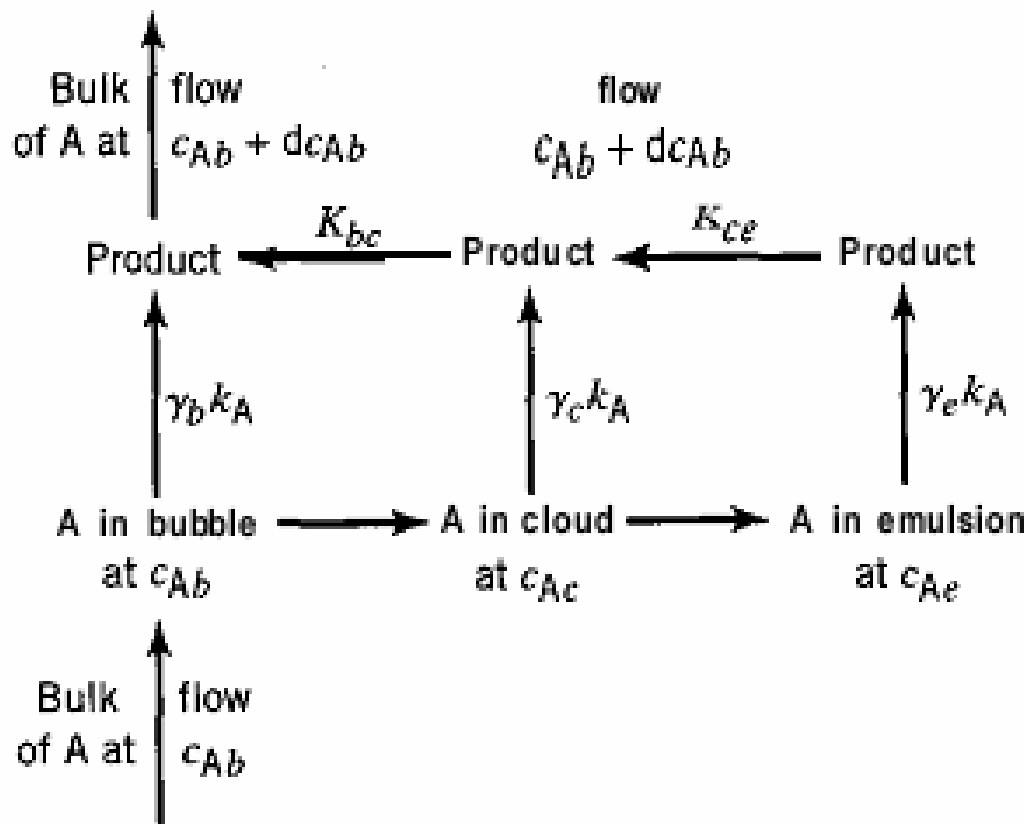 Bulk flow
of A at c_Ab + dc_Ab
flow
c_Ab + dc_Ab
K_bc
K_ce
Product
Product
Product
γ_b k_A
γ_c k_A
γ_e k_A
A in bubble
at c_Ab
A in cloud
at c_Ac
A in emulsion
at c_Ae
Bulk flow
of A at c_Ab